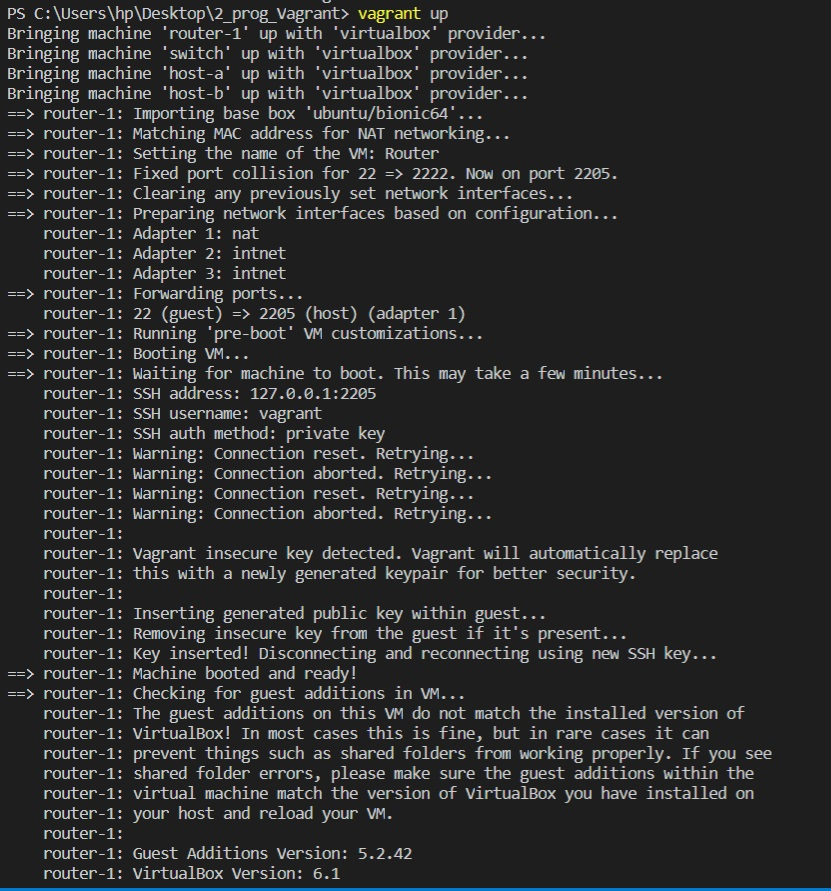 PS C:\Users\hp\Desktop\2_prog_Vagrant> vagrant up
Bringing machine 'router-1' up with 'virtualbox' provider...
Bringing machine 'switch' up with 'virtualbox' provider...
Bringing machine 'host-a' up with 'virtualbox' provider...
Bringing machine 'host-b' up with 'virtualbox' provider...
==> router-1: Importing base box 'ubuntu/bionic64'...
==> router-1: Matching MAC address for NAT networking...
==> router-1: Setting the name of the VM: Router
==> router-1: Fixed port collision for 22 => 2222. Now on port 2205.
==> router-1: Clearing any previously set network interfaces...
==> router-1: Preparing network interfaces based on configuration...
    router-1: Adapter 1: nat
    router-1: Adapter 2: intnet
    router-1: Adapter 3: intnet
==> router-1: Forwarding ports...
    router-1: 22 (guest) => 2205 (host) (adapter 1)
==> router-1: Running 'pre-boot' VM customizations...
==> router-1: Booting VM...
==> router-1: Waiting for machine to boot. This may take a few minutes...
    router-1: SSH address: 127.0.0.1:2205
    router-1: SSH username: vagrant
    router-1: SSH auth method: private key
    router-1: Warning: Connection reset. Retrying...
    router-1: Warning: Connection aborted. Retrying...
    router-1: Warning: Connection reset. Retrying...
    router-1: Warning: Connection aborted. Retrying...
    router-1:
    router-1: Vagrant insecure key detected. Vagrant will automatically replace
    router-1: this with a newly generated keypair for better security.
    router-1:
    router-1: Inserting generated public key within guest...
    router-1: Removing insecure key from the guest if it's present...
    router-1: Key inserted! Disconnecting and reconnecting using new SSH key...
==> router-1: Machine booted and ready!
==> router-1: Checking for guest additions in VM...
    router-1: The guest additions on this VM do not match the installed version of
    router-1: VirtualBox! In most cases this is fine, but in rare cases it can
    router-1: prevent things such as shared folders from working properly. If you see
    router-1: shared folder errors, please make sure the guest additions within the
    router-1: virtual machine match the version of VirtualBox you have installed on
    router-1: your host and reload your VM.
    router-1:
    router-1: Guest Additions Version: 5.2.42
    router-1: VirtualBox Version: 6.1